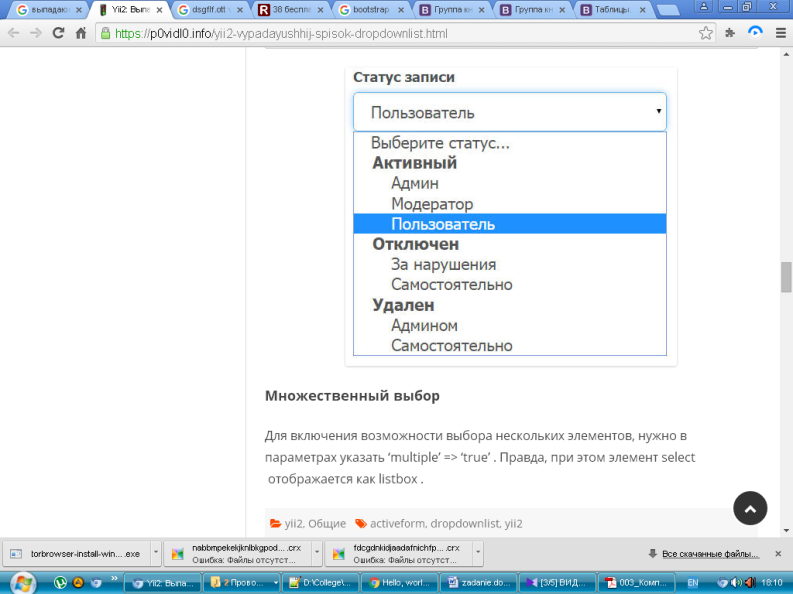 выпадаю
Yii2: Выпа
dsgflf.ott.
38 беспл
bootstrap
Группа кн
Группа кн
Таблицы.
https://p0vidl0.info/yii2-vypadayushhij-spisok-dropdownlist.html
Статус записи
Пользователь
Выберите статус...
Активный
Админ
Модератор
Пользователь
Отключен
За нарушения
Самостоятельно
Удален
Админом
Самостоятельно
Множественный выбор
Для включения возможности выбора нескольких элементов, нужно в
параметрах указать ‘multiple’ => ‘true’ . Правда, при этом элемент select
отображается как listbox .
yii2, Общие activeform, dropdownlist, yii2
torbrowser-install-win....exe
nabbmpekekjknlbkgpod....crx
Ошибка: Файлы отсутст...
fdcgdnkidjaadafnichfp....crx
Ошибка: Файлы отсутст...
Все скачанные файлы...
Yii2: Выпа...
2 Прово...
D:\College\...
Hello, worl...
zadanie.do...
[3/5] ВИД...
003_Комп...
EN
18:10